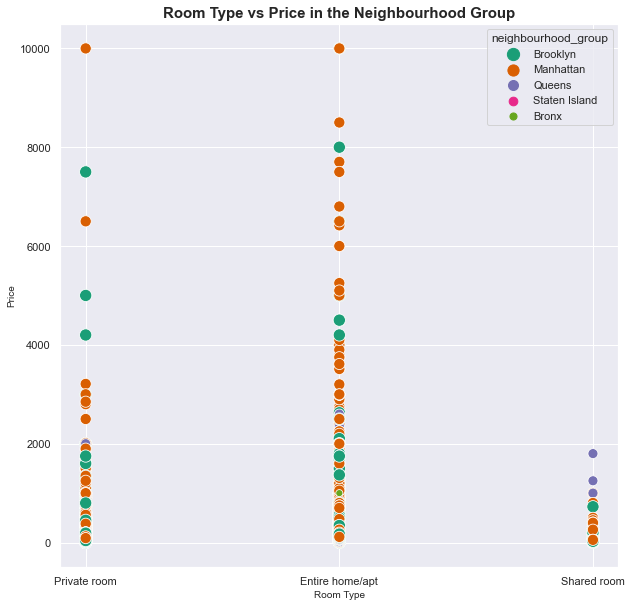 Room Type vs Price in the Neighbourhood Group
neighbourhood_group
Brooklyn
Manhattan
Queens
Staten Island
Bronx
10000
8000
6000
4000
2000
0
Price
Private room
Entire home/apt
Shared room
Room Type